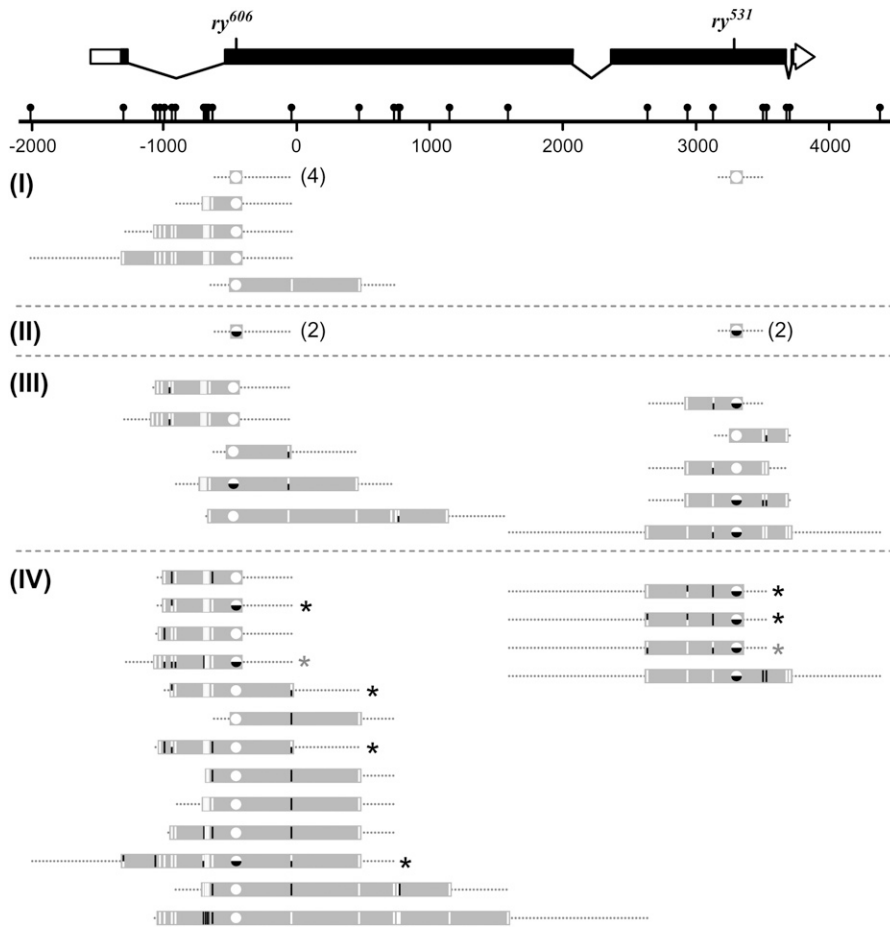 ry606 ry531
-2000 -1000 0 1000 2000 3000 4000
(I) (4)
(II) (2) (2)
(III)
(IV)
* *
*
* *
*
*
*